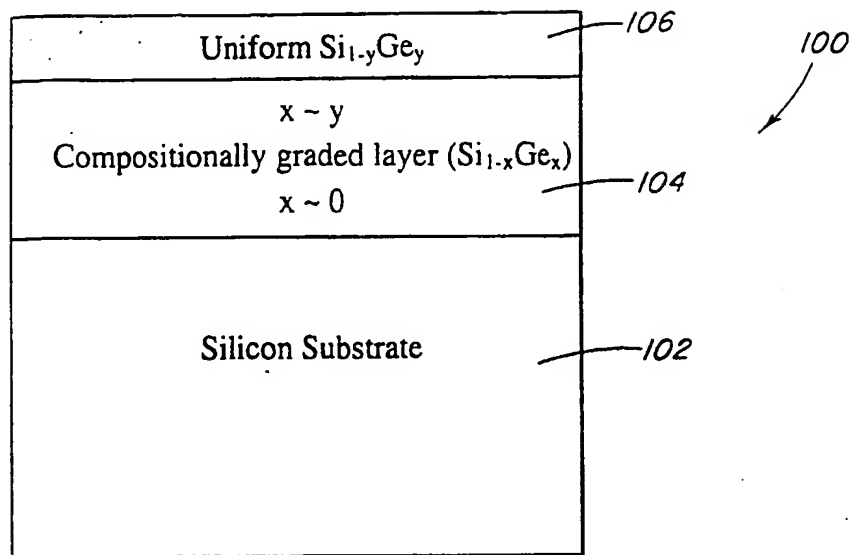 Uniform Si₁₋yGey
106
100
x ~ y
Compositionally graded layer (Si₁₋ₓGeₓ)
104
x ~ 0
Silicon Substrate
102